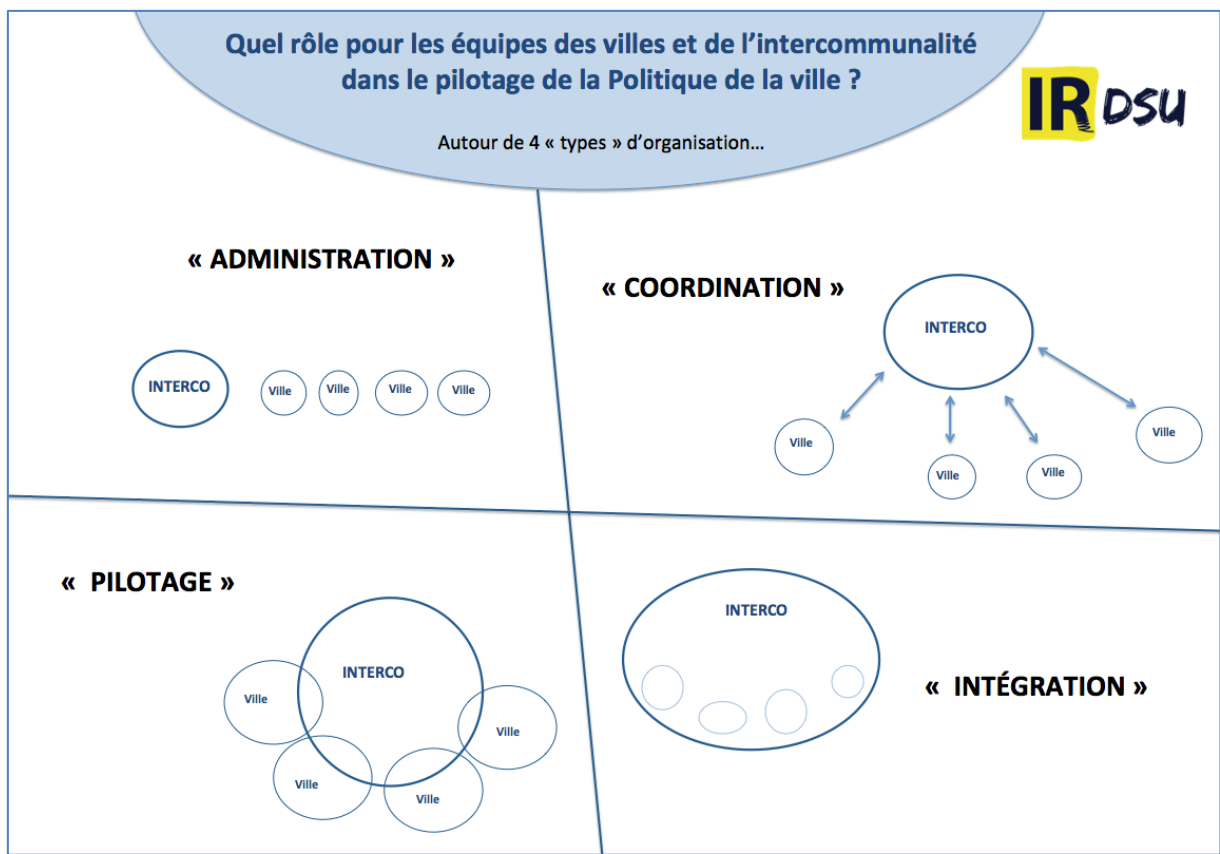 Quel rôle pour les équipes des villes et de l’intercommunalité
dans le pilotage de la Politique de la ville ?
Autour de 4 « types » d’organisation…
IR DSU
« ADMINISTRATION »
INTERCO
Ville
Ville
Ville
Ville
« COORDINATION »
INTERCO
Ville
Ville
Ville
Ville
« PILOTAGE »
INTERCO
Ville
Ville
Ville
Ville
INTERCO
« INTÉGRATION »